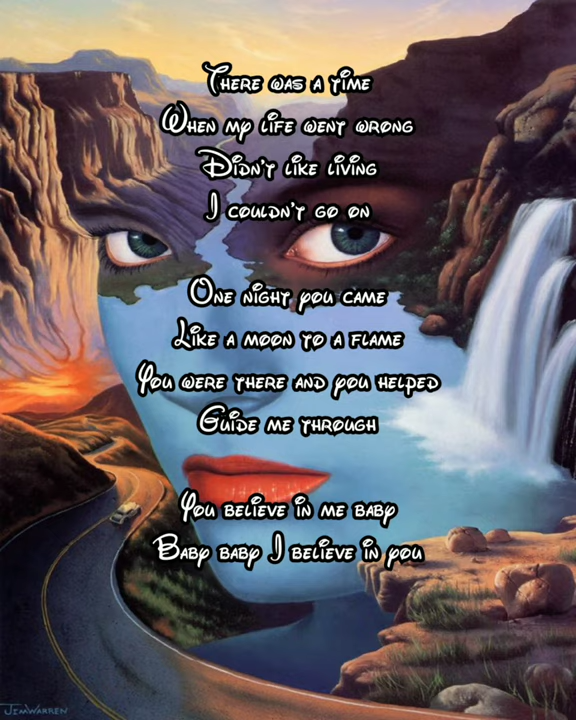 There was a time
When my life went wrong
Didn't like living
I couldn't go on
One night you came
Like a moon to a flame
You were there and you helped
Guide me through
You believe in me baby
Baby baby I believe in you
JIMWARREN